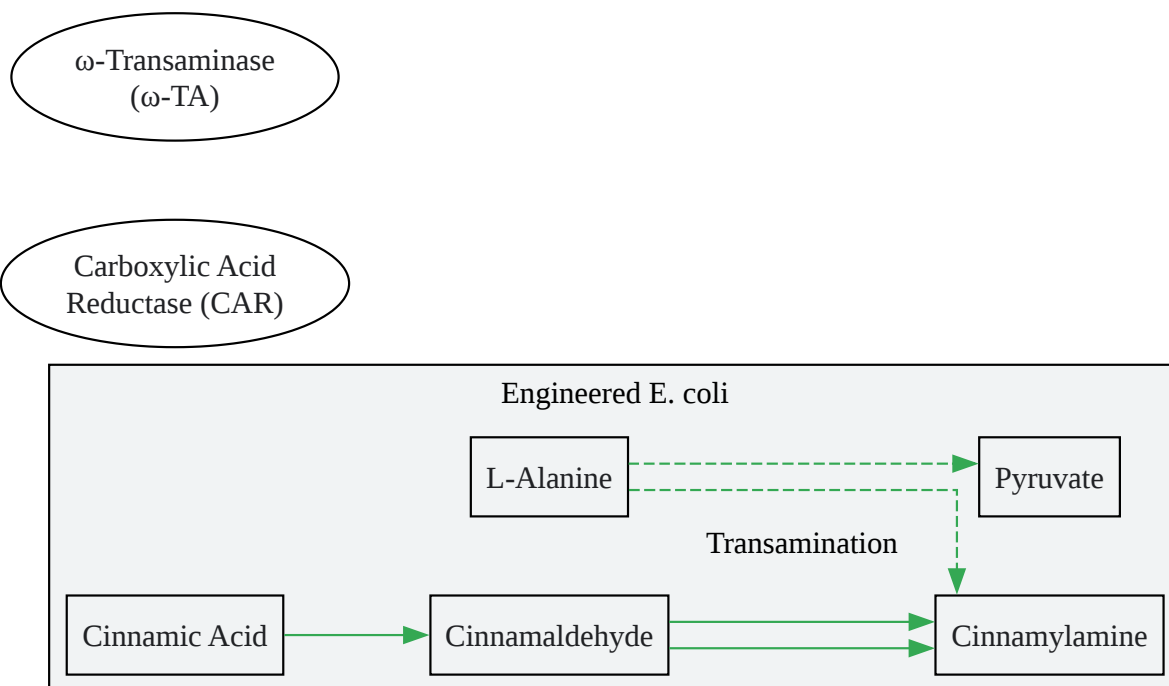 ω-Transaminase
(ω-TA)
Carboxylic Acid
Reductase (CAR)
Engineered E. coli
L-Alanine
Pyruvate
Transamination
Cinnamic Acid
Cinnamaldehyde
Cinnamylamine